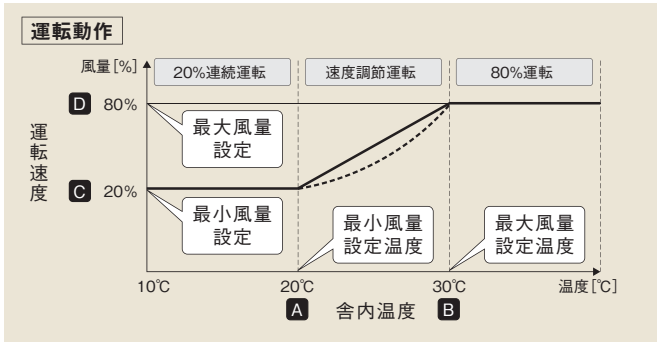 運転動作
風量[%]
20%連続運転
速度調節運転
80%運転
D 80%
最大風量
設定
運転速度
C 20%
最小風量
設定
最小風量
設定温度
最大風量
設定温度
10℃
20℃
30℃
温度[℃]
A 舎内温度 B